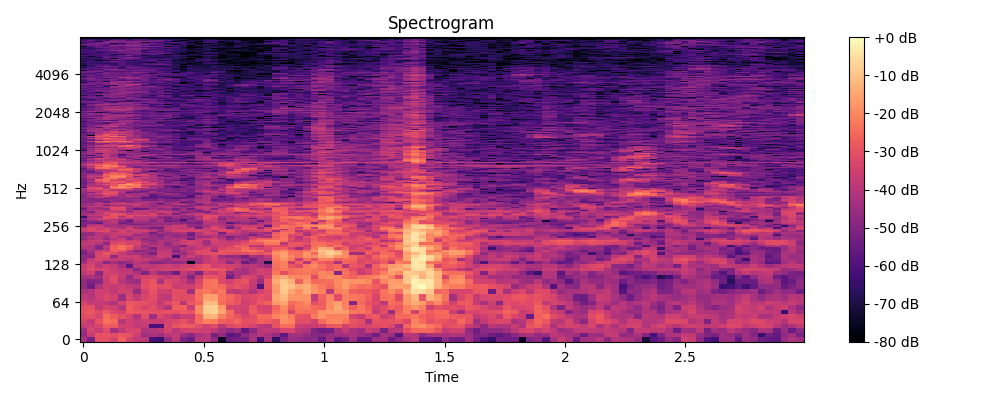 Spectrogram
Hz
4096
2048
1024
512
256
128
64
0
0
0.5
1
1.5
2
2.5
Time
+0 dB
-10 dB
-20 dB
-30 dB
-40 dB
-50 dB
-60 dB
-70 dB
-80 dB